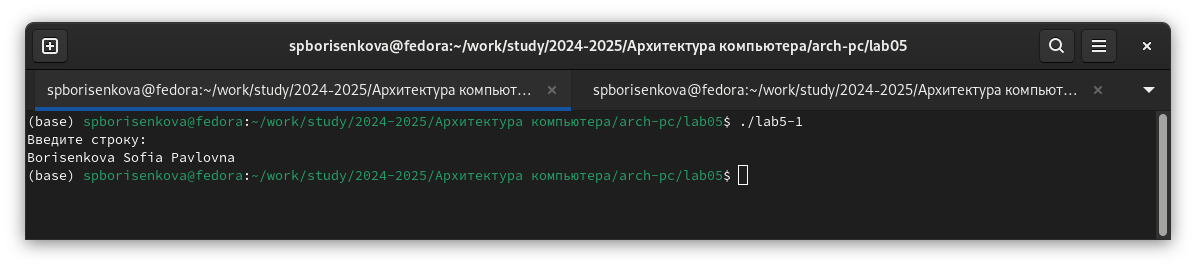 spborisenkova@fedora:~/work/study/2024-2025/Архитектура компьютера/arch-pc/lab05
spborisenkova@fedora:~/work/study/2024-2025/Архитектура компьют…
spborisenkova@fedora:~/work/study/2024-2025/Архитектура компьют…
(base) spborisenkova@fedora:~/work/study/2024-2025/Архитектура компьютера/arch-pc/lab05$ ./lab5-1
Введите строку:
Borisenkova Sofia Pavlovna
(base) spborisenkova@fedora:~/work/study/2024-2025/Архитектура компьютера/arch-pc/lab05$